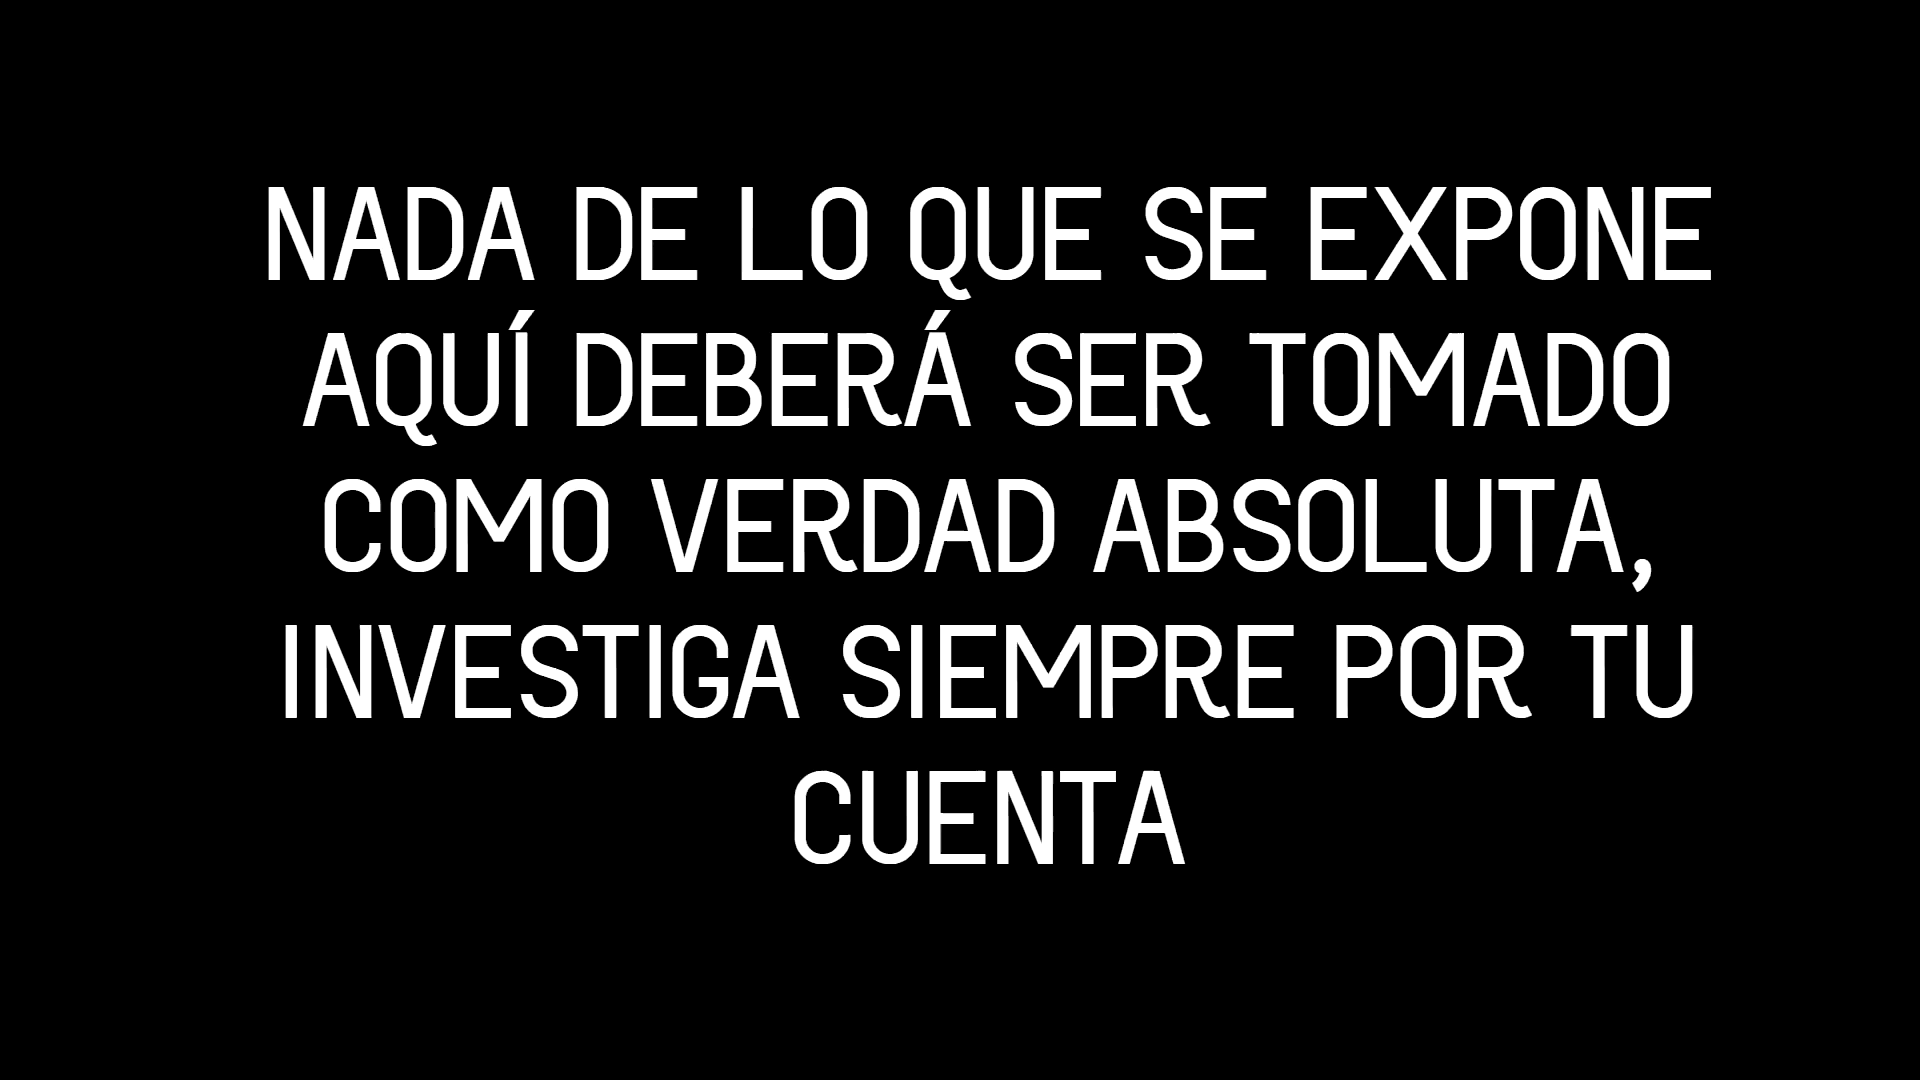 NADA DE LO QUE SE EXPONE
AQUÍ DEBERÁ SER TOMADO
COMO VERDAD ABSOLUTA,
INVESTIGA SIEMPRE POR TU
CUENTA